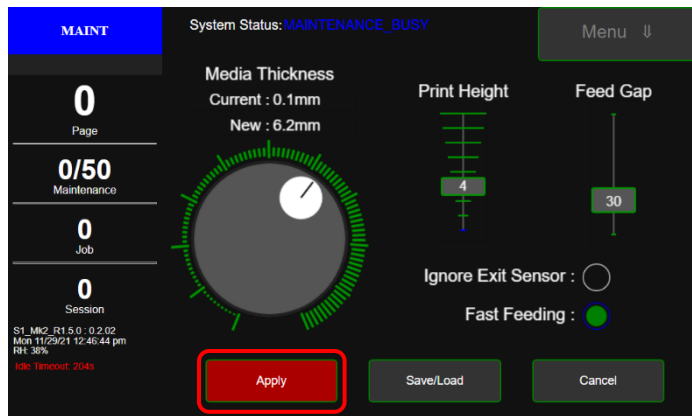 MAINT
System Status: MAINTENANCE_BUSY
Menu ⇓
0
Page
0/50
Maintenance
0
Job
0
Session
S1_Mk2_R1.5.0 : 0.2.02
Mon 11/29/21 12:46:44 pm
RH: 38%
Idle Timeout: 204s
Media Thickness
Current : 0.1mm
New : 6.2mm
Print Height
4
Feed Gap
30
Ignore Exit Sensor :
Fast Feeding :
Apply
Save/Load
Cancel